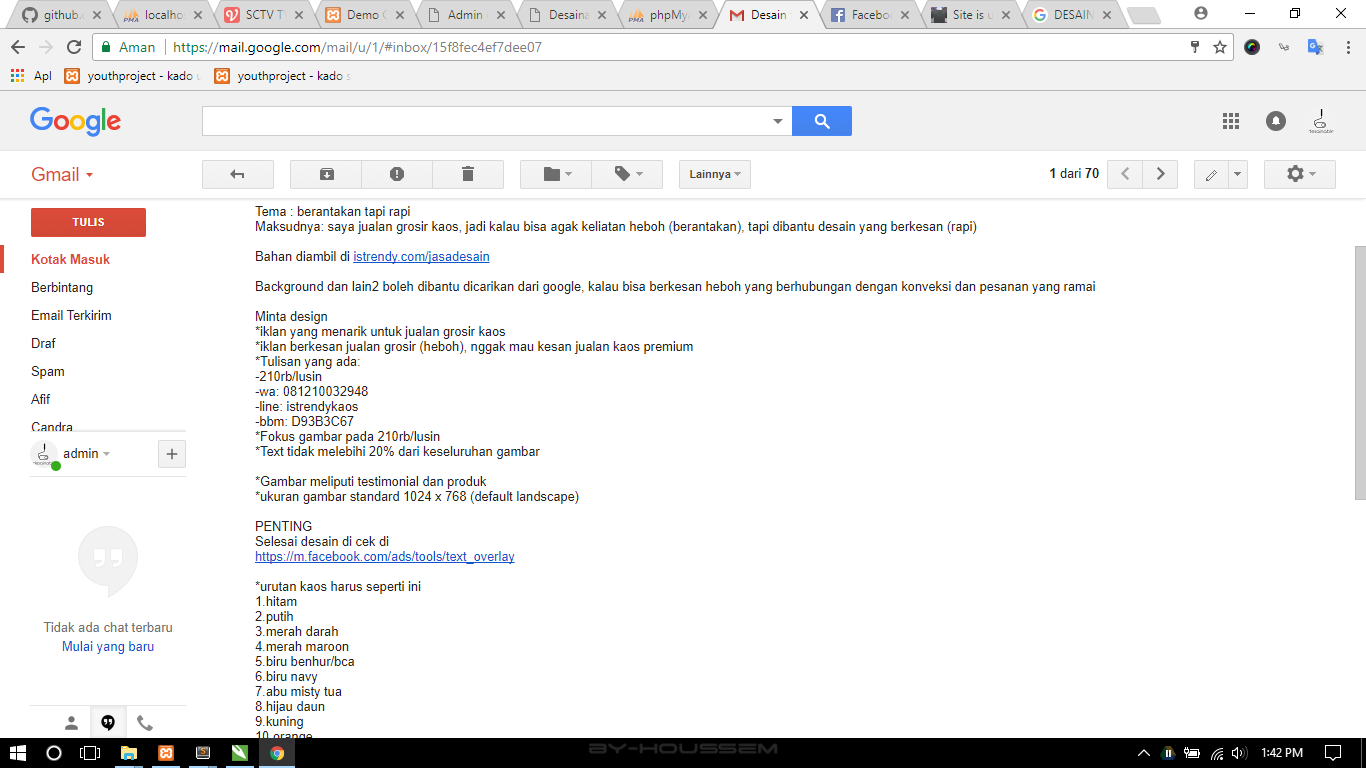 github.
localho
SCTV T
Demo
Admin
Desaina
phpMy
Desain
Facebo
Site is u
DESAIN
Aman
https://mail.google.com/mail/u/1/#inbox/15f8fec4ef7dee07
Apl
youthproject - kado u
youthproject - kado s
Google
Gmail
Lainnya
1 dari 70
TULIS
Kotak Masuk
Berbintang
Email Terkirim
Draf
Spam
Afif
Candra
admin
Tidak ada chat terbaru
Mulai yang baru
Tema : berantakan tapi rapi
Maksudnya: saya jualan grosir kaos, jadi kalau bisa agak keliatan heboh (berantakan), tapi dibantu desain yang berkesan (rapi)
Bahan diambil di istrendy.com/jasadesain
Background dan lain2 boleh dibantu dicarikan dari google, kalau bisa berkesan heboh yang berhubungan dengan konveksi dan pesanan yang ramai
Minta design
*iklan yang menarik untuk jualan grosir kaos
*iklan berkesan jualan grosir (heboh), nggak mau kesan jualan kaos premium
*Tulisan yang ada:
-210rb/lusin
-wa: 081210032948
-line: istrendykaos
-bbm: D93B3C67
*Fokus gambar pada 210rb/lusin
*Text tidak melebihi 20% dari keseluruhan gambar
*Gambar meliputi testimonial dan produk
*ukuran gambar standard 1024 x 768 (default landscape)
PENTING
Selesai desain di cek di
https://m.facebook.com/ads/tools/text_overlay
*urutan kaos harus seperti ini
1.hitam
2.putih
3.merah darah
4.merah maroon
5.biru benhur/bca
6.biru navy
7.abu misty tua
8.hijau daun
9.kuning
10.orange
BY-HOUSSEM
1:42 PM